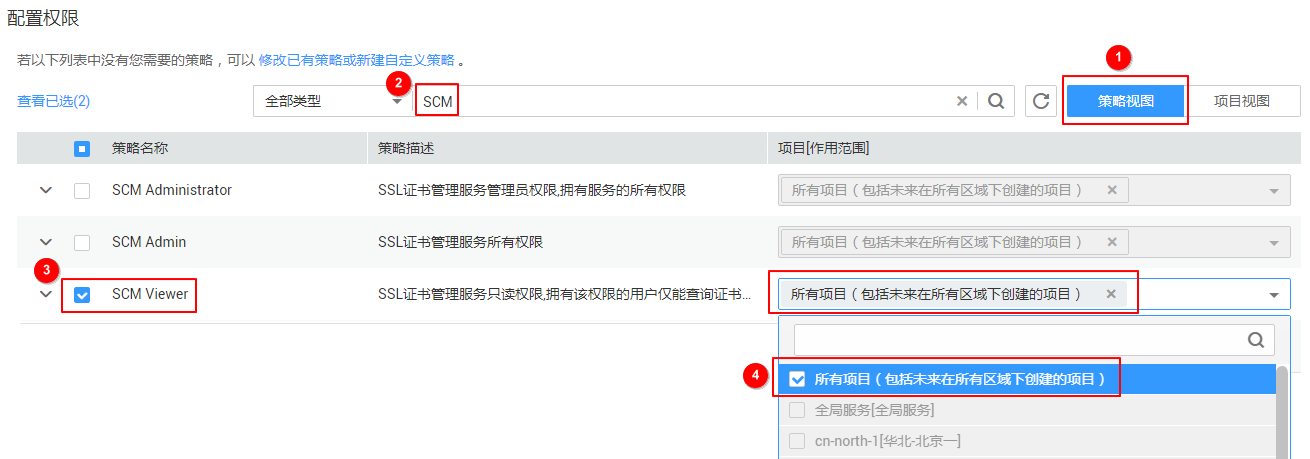 配置权限
若以下列表中没有您需要的策略，可以 修改已有策略或新建自定义策略 。
查看已选(2) 全部类型 2 SCM 1 策略视图 项目视图
策略名称 策略描述 项目[作用范围]
SCM Administrator SSL证书管理服务管理员权限,拥有服务的所有权限 所有项目（包括未来在所有区域下创建的项目）
SCM Admin SSL证书管理服务所有权限 所有项目（包括未来在所有区域下创建的项目）
3 SCM Viewer SSL证书管理服务只读权限,拥有该权限的用户仅能查询证书... 所有项目（包括未来在所有区域下创建的项目）
4 所有项目（包括未来在所有区域下创建的项目）
全局服务[全局服务]
cn-north-1[华北-北京一]